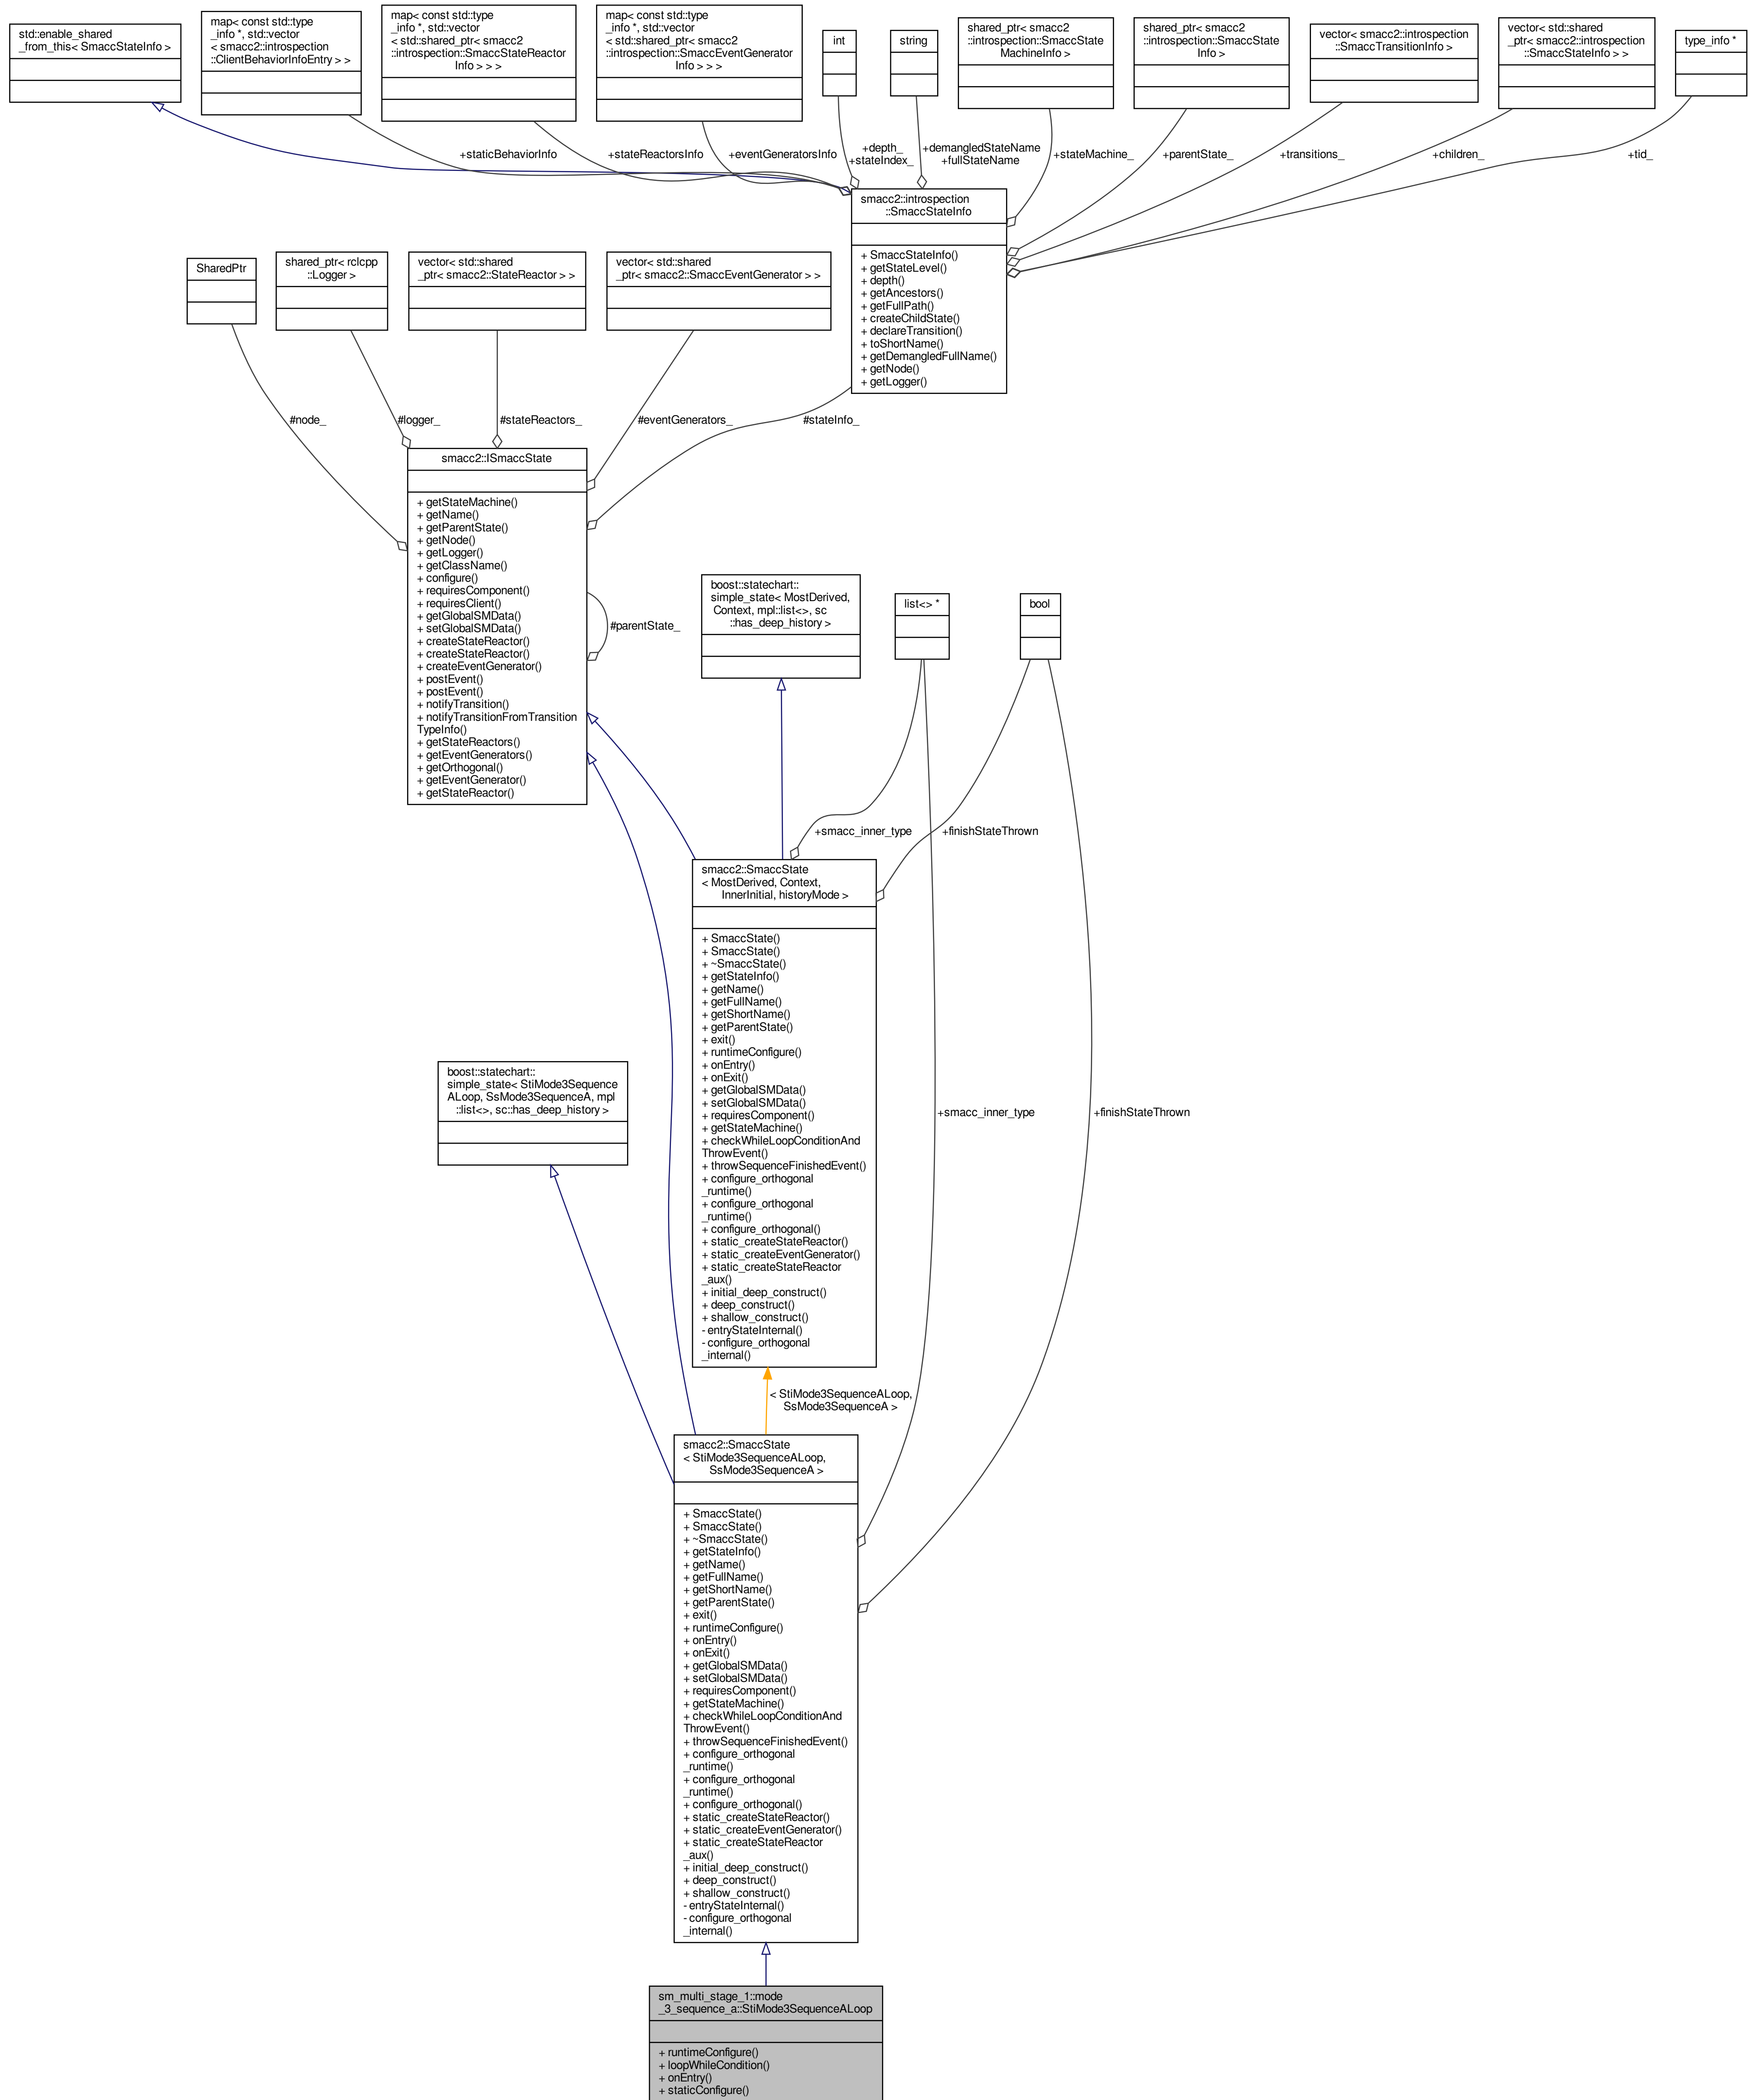 std::enable_shared
_from_this< SmaccStateInfo >
map< const std::type
_info *, std::vector
< smacc2::introspection
::ClientBehaviorInfoEntry > >
map< const std::type
_info *, std::vector
< std::shared_ptr< smacc2
::introspection::SmaccStateReactor
Info > > >
map< const std::type
_info *, std::vector
< std::shared_ptr< smacc2
::introspection::SmaccEventGenerator
Info > > >
int
string
shared_ptr< smacc2
::introspection::SmaccState
MachineInfo >
shared_ptr< smacc2
::introspection::SmaccState
Info >
vector< smacc2::introspection
::SmaccTransitionInfo >
vector< std::shared
_ptr< smacc2::introspection
::SmaccStateInfo > >
type_info *
+staticBehaviorInfo
+stateReactorsInfo
+eventGeneratorsInfo
+depth_
+stateIndex_
+demangledStateName
+fullStateName
+stateMachine_
+parentState_
+transitions_
+children_
+tid_
smacc2::introspection
::SmaccStateInfo
+ SmaccStateInfo()
+ getStateLevel()
+ depth()
+ getAncestors()
+ getFullPath()
+ createChildState()
+ declareTransition()
+ toShortName()
+ getDemangledFullName()
+ getNode()
+ getLogger()
SharedPtr
shared_ptr< rclcpp
::Logger >
vector< std::shared
_ptr< smacc2::StateReactor > >
vector< std::shared
_ptr< smacc2::SmaccEventGenerator > >
#node_
#logger_
#stateReactors_
#eventGenerators_
#stateInfo_
smacc2::ISmaccState
+ getStateMachine()
+ getName()
+ getParentState()
+ getNode()
+ getLogger()
+ getClassName()
+ configure()
+ requiresComponent()
+ requiresClient()
+ getGlobalSMData()
+ setGlobalSMData()
+ createStateReactor()
+ createStateReactor()
+ createEventGenerator()
+ postEvent()
+ postEvent()
+ notifyTransition()
+ notifyTransitionFromTransition
TypeInfo()
+ getStateReactors()
+ getEventGenerators()
+ getOrthogonal()
+ getEventGenerator()
+ getStateReactor()
#parentState_
boost::statechart::
simple_state< MostDerived,
Context, mpl::list<>, sc
::has_deep_history >
list<> *
bool
+smacc_inner_type
+finishStateThrown
smacc2::SmaccState
< MostDerived, Context,
InnerInitial, historyMode >
+ SmaccState()
+ SmaccState()
+ ~SmaccState()
+ getStateInfo()
+ getName()
+ getFullName()
+ getShortName()
+ getParentState()
+ exit()
+ runtimeConfigure()
+ onEntry()
+ onExit()
+ getGlobalSMData()
+ setGlobalSMData()
+ requiresComponent()
+ getStateMachine()
+ checkWhileLoopConditionAnd
ThrowEvent()
+ throwSequenceFinishedEvent()
+ configure_orthogonal
_runtime()
+ configure_orthogonal
_runtime()
+ configure_orthogonal()
+ static_createStateReactor()
+ static_createEventGenerator()
+ static_createStateReactor
_aux()
+ initial_deep_construct()
+ deep_construct()
+ shallow_construct()
- entryStateInternal()
- configure_orthogonal
_internal()
boost::statechart::
simple_state< StiMode3Sequence
ALoop, SsMode3SequenceA, mpl
::list<>, sc::has_deep_history >
+smacc_inner_type
+finishStateThrown
< StiMode3SequenceALoop,
SsMode3SequenceA >
smacc2::SmaccState
< StiMode3SequenceALoop,
SsMode3SequenceA >
+ SmaccState()
+ SmaccState()
+ ~SmaccState()
+ getStateInfo()
+ getName()
+ getFullName()
+ getShortName()
+ getParentState()
+ exit()
+ runtimeConfigure()
+ onEntry()
+ onExit()
+ getGlobalSMData()
+ setGlobalSMData()
+ requiresComponent()
+ getStateMachine()
+ checkWhileLoopConditionAnd
ThrowEvent()
+ throwSequenceFinishedEvent()
+ configure_orthogonal
_runtime()
+ configure_orthogonal
_runtime()
+ configure_orthogonal()
+ static_createStateReactor()
+ static_createEventGenerator()
+ static_createStateReactor
_aux()
+ initial_deep_construct()
+ deep_construct()
+ shallow_construct()
- entryStateInternal()
- configure_orthogonal
_internal()
sm_multi_stage_1::mode
_3_sequence_a::StiMode3SequenceALoop
+ runtimeConfigure()
+ loopWhileCondition()
+ onEntry()
+ staticConfigure()